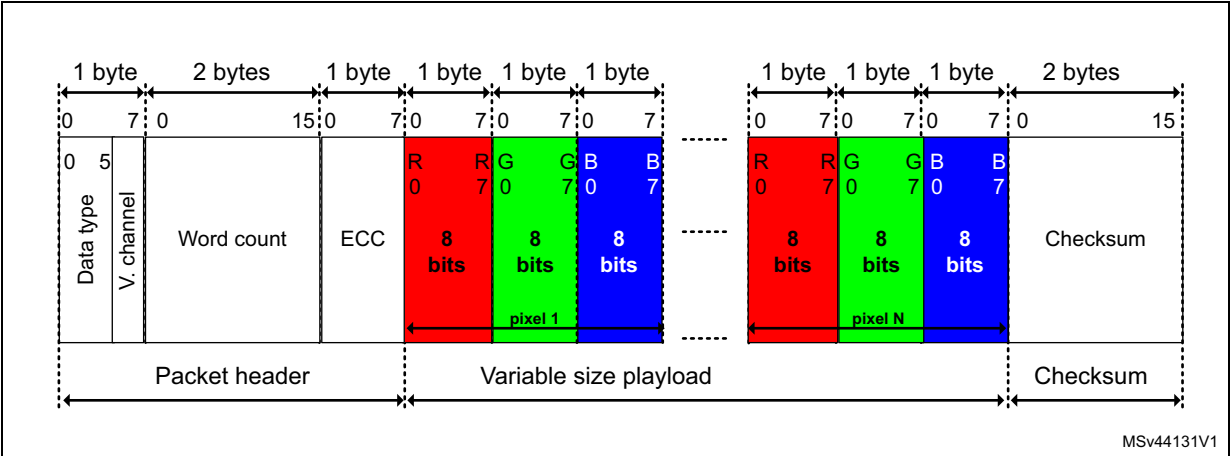 1 byte 2 bytes 1 byte 1 byte 1 byte 1 byte 1 byte 1 byte 1 byte 2 bytes
0 7 0 15 0 7 0 7 0 7 0 7 0 7 0 7 0 7 0 15
0 5 R R G G B B R R G G B B
0 7 0 7 0 7 0 7 0 7 0 7
Data type
V. channel
Word count
ECC
8
bits
8
bits
8
bits
8
bits
8
bits
8
bits
Checksum
pixel 1
pixel N
Packet header
Variable size playload
Checksum
MSv44131V1